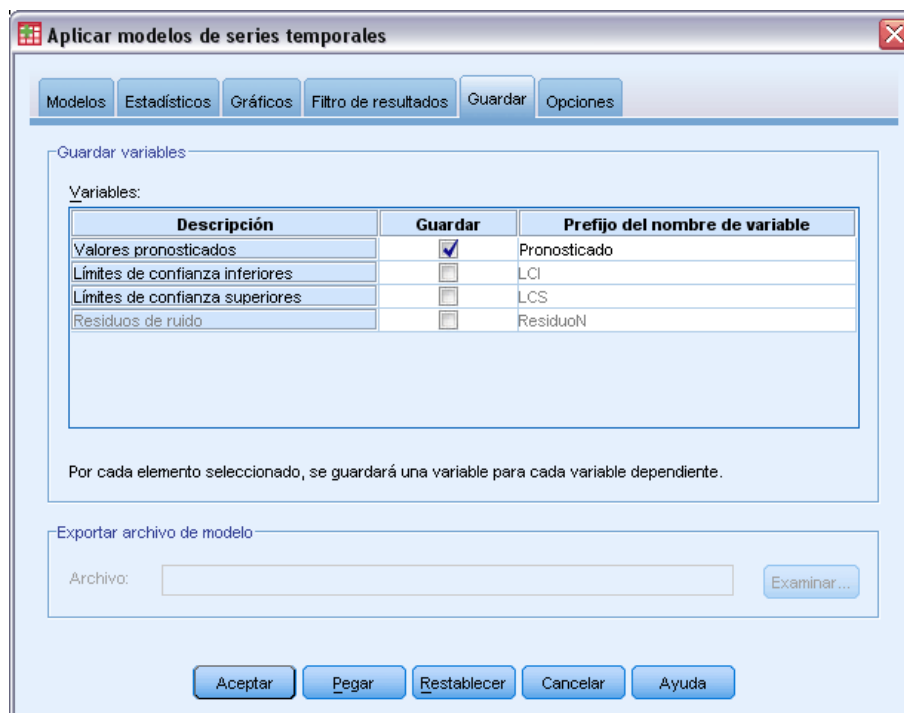 Aplicar modelos de series temporales
Modelos Estadísticos Gráficos Filtro de resultados Guardar Opciones
Guardar variables
Variables:
Descripción Guardar Prefijo del nombre de variable
Valores pronosticados Pronosticado
Límites de confianza inferiores LCI
Límites de confianza superiores LCS
Residuos de ruido ResiduoN
Por cada elemento seleccionado, se guardará una variable para cada variable dependiente.
Exportar archivo de modelo
Archivo: Examinar...
Aceptar Pegar Restablecer Cancelar Ayuda